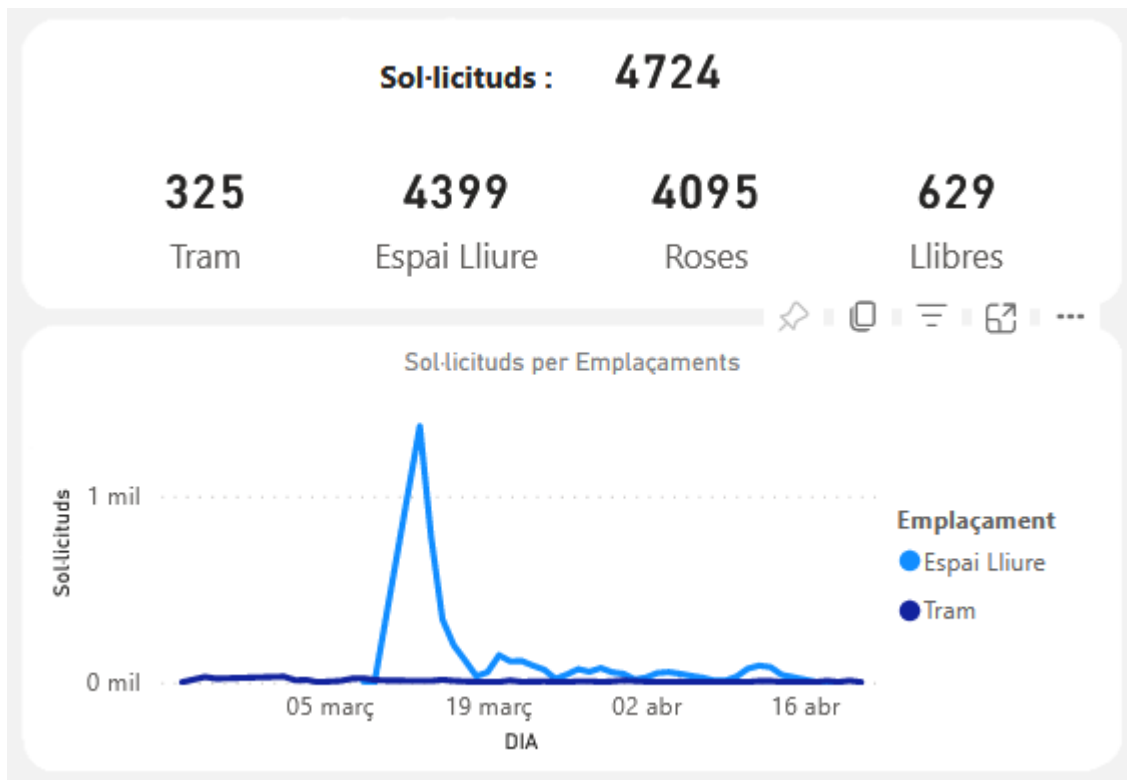 Sol·licituds : 4724
325 4399 4095 629
Tram Espai Lliure Roses Llibres
Sol·licituds per Emplaçaments
1 mil
Sol·licituds
0 mil
05 març 19 març 02 abr 16 abr
DIA
Emplaçament
Espai Lliure
Tram